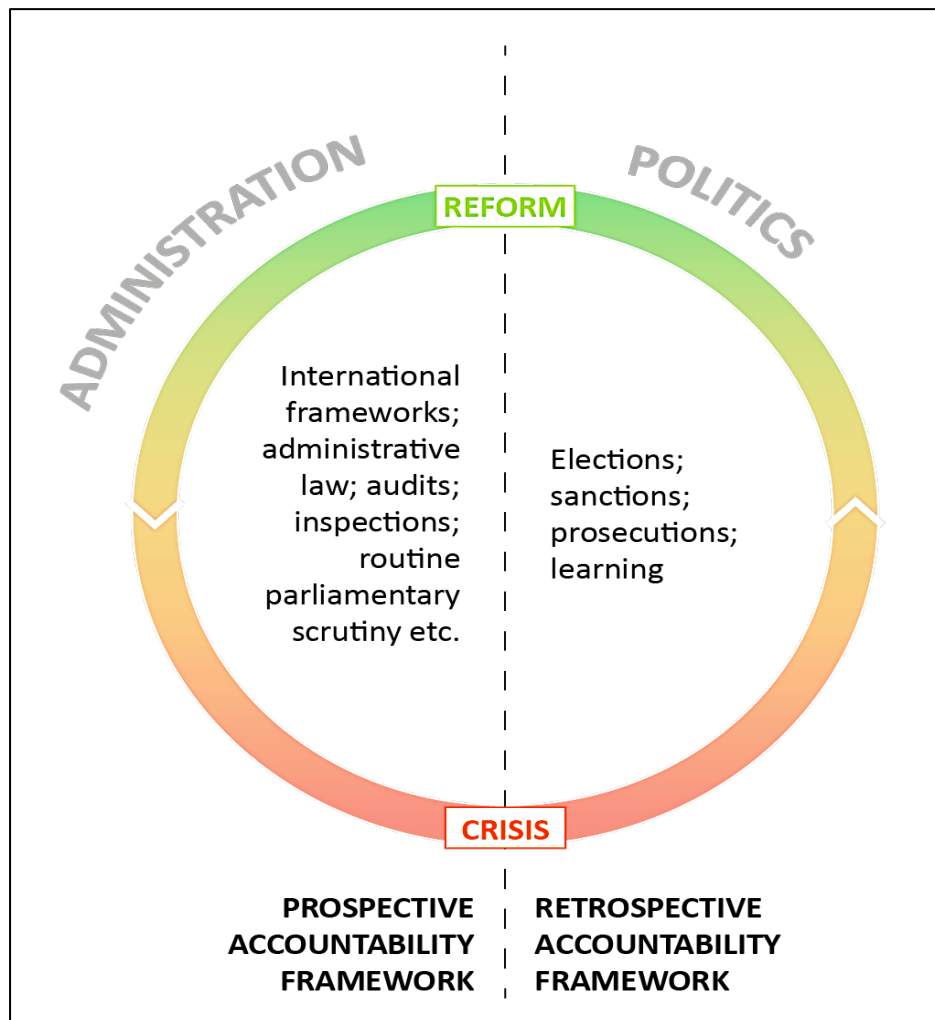 ADMINISTRATION
POLITICS
REFORM
International
frameworks;
administrative
law; audits;
inspections;
routine
parliamentary
scrutiny etc.
Elections;
sanctions;
prosecutions;
learning
CRISIS
PROSPECTIVE
ACCOUNTABILITY
FRAMEWORK
RETROSPECTIVE
ACCOUNTABILITY
FRAMEWORK